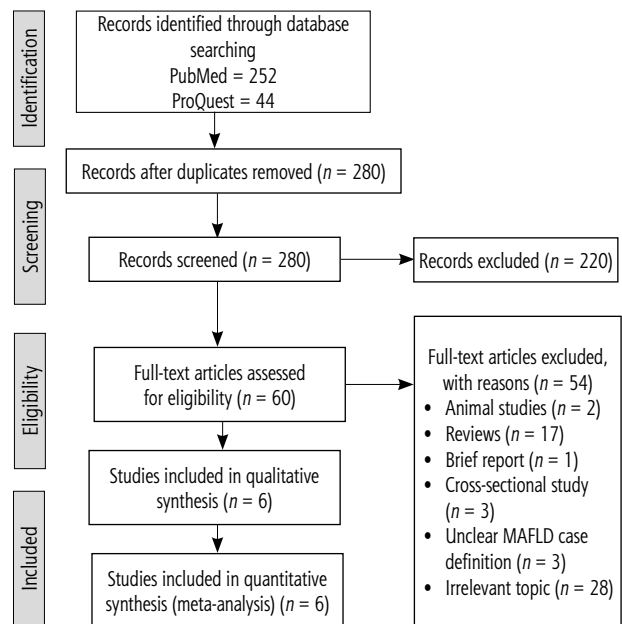 Identification
Records identified through database
searching
PubMed = 252
ProQuest = 44
Records after duplicates removed (n = 280)
Screening
Records screened (n = 280)
Records excluded (n = 220)
Eligibility
Full-text articles assessed
for eligibility (n = 60)
Full-text articles excluded,
with reasons (n = 54)
• Animal studies (n = 2)
• Reviews (n = 17)
• Brief report (n = 1)
• Cross-sectional study
(n = 3)
• Unclear MAFLD case
definition (n = 3)
• Irrelevant topic (n = 28)
Studies included in qualitative
synthesis (n = 6)
Included
Studies included in quantitative
synthesis (meta-analysis) (n = 6)